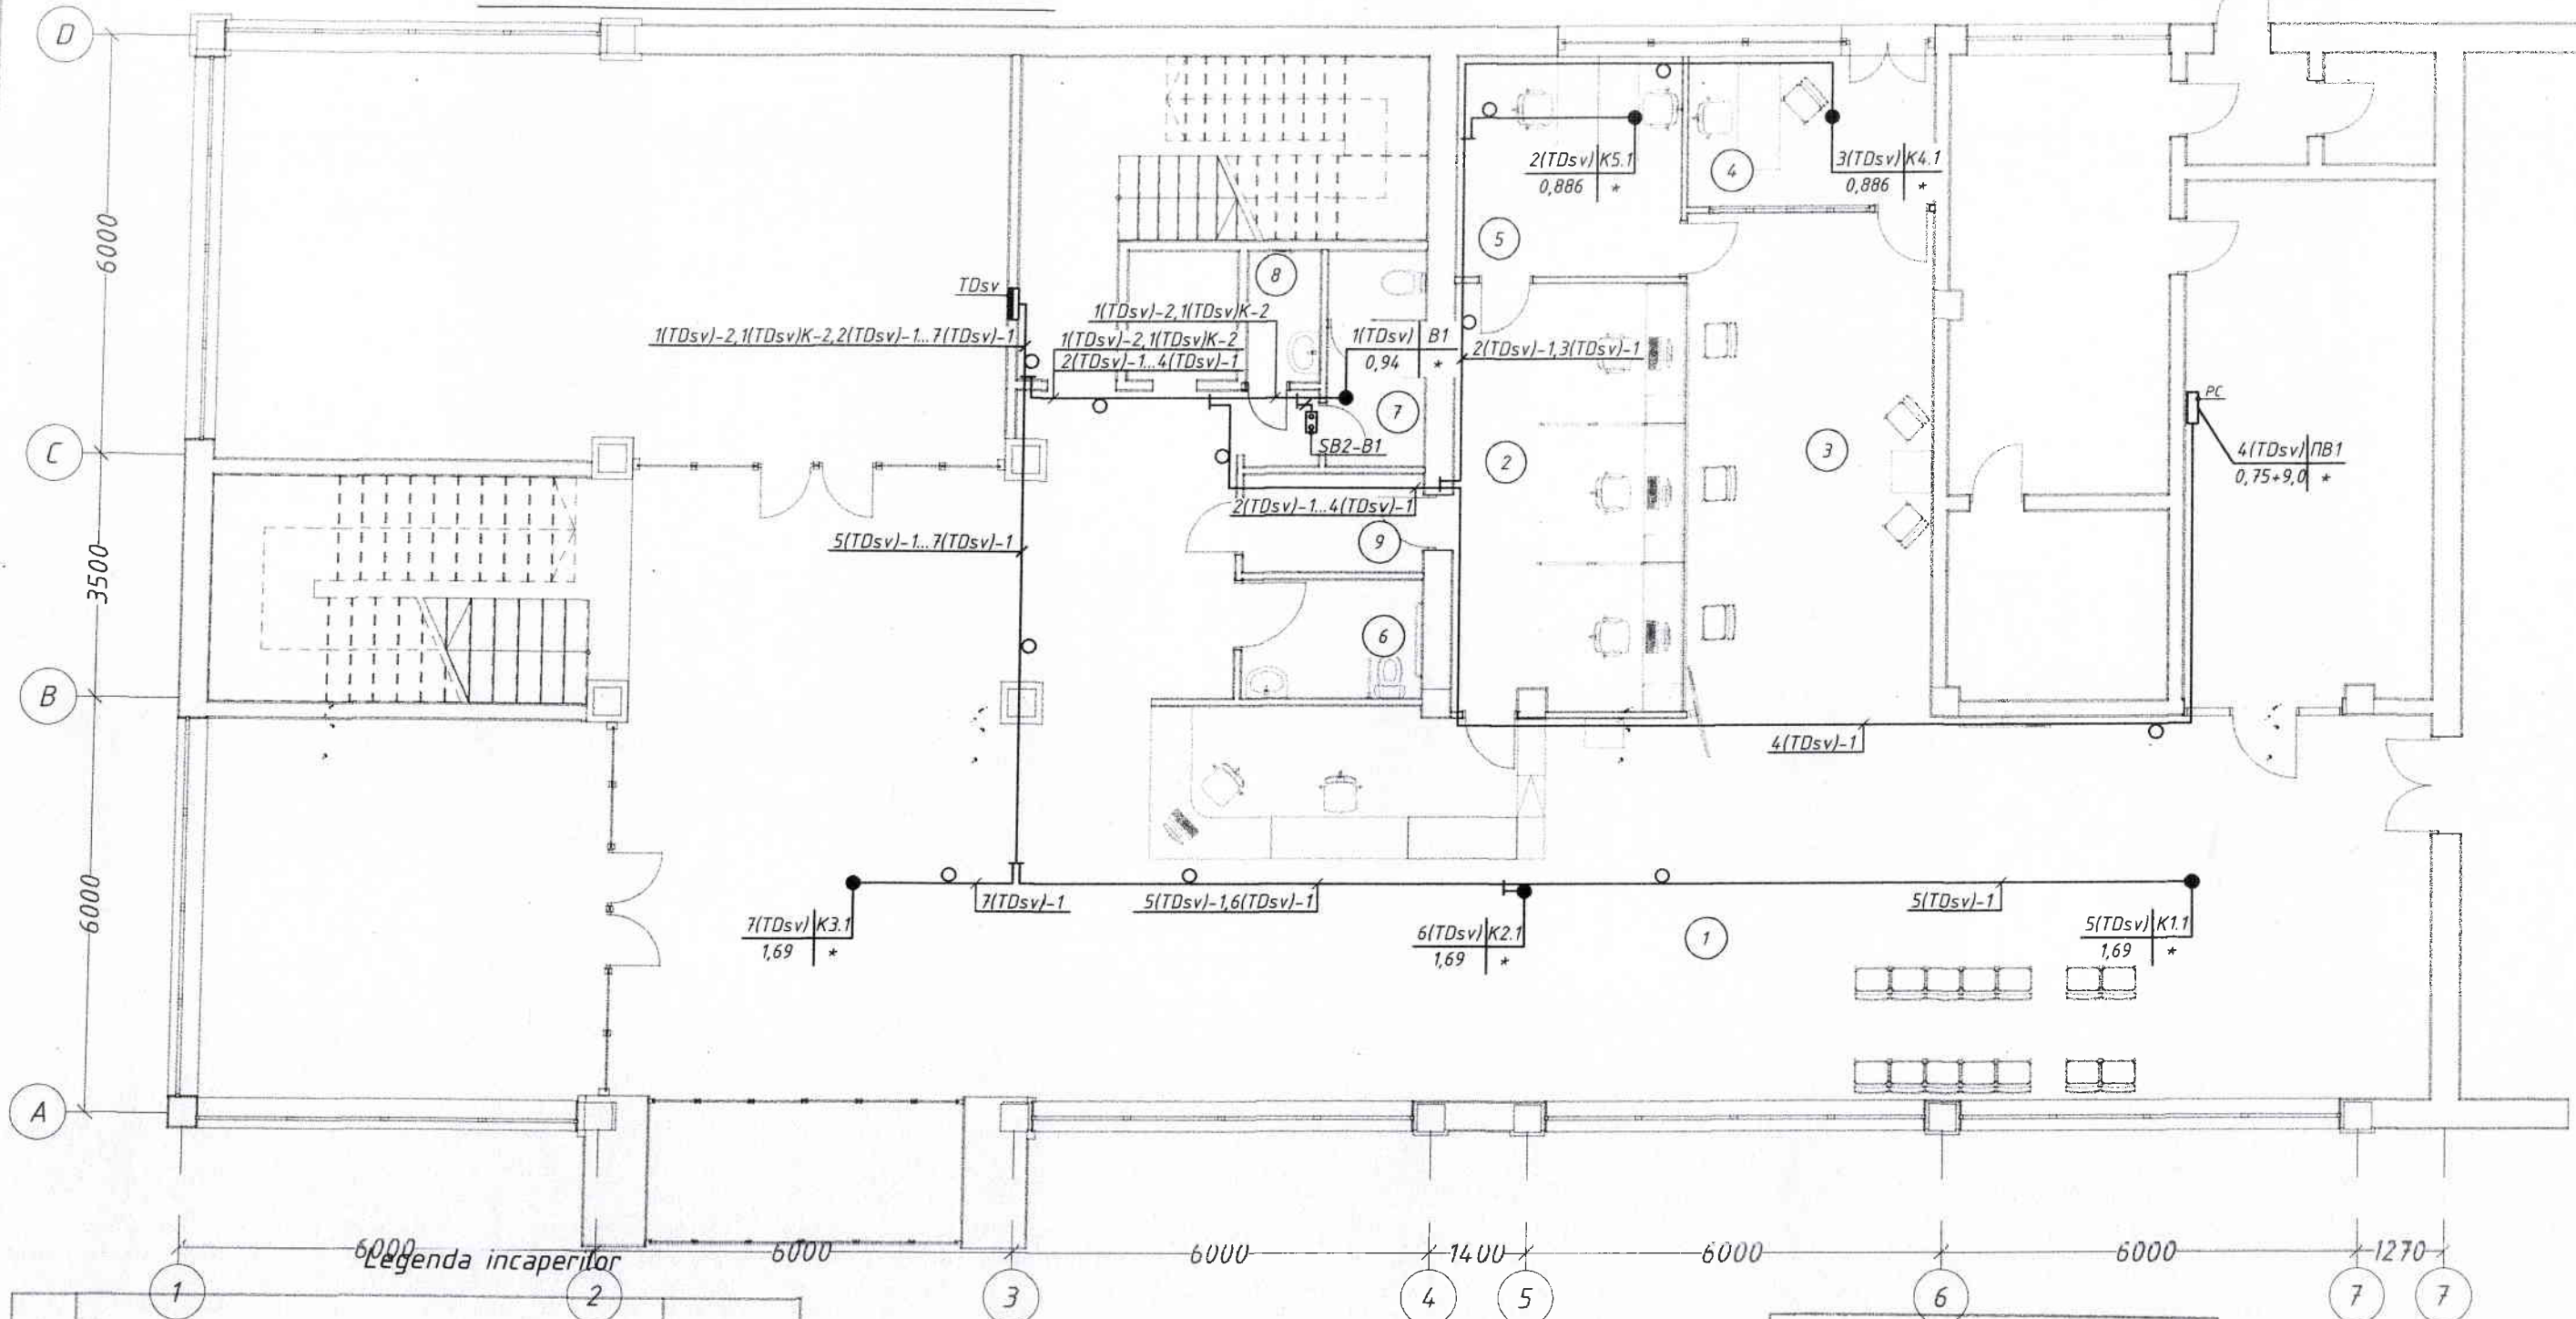 D
6000
C
3500
B
6000
A
2(TDsv) K5.1
0,886 *
3(TDsv) K4.1
0,886 *
4
5
8
TDsv
1(TDsv)-2,1(TDsv)K-2
1(TDsv)-2,1(TDsv)K-2,2(TDsv)-1...7(TDsv)-1
1(TDsv)-2,1(TDsv)K-2
2(TDsv)-1...4(TDsv)-1
1(TDsv) B1
0,94 *
2(TDsv)-1,3(TDsv)-1
7
SB2-B1
2
3
PC
4(TDsv) ПВ1
0,75+9,0 *
2(TDsv)-1...4(TDsv)-1
5(TDsv)-1...7(TDsv)-1
9
6
4(TDsv)-1
7(TDsv)-1
5(TDsv)-1,6(TDsv)-1
5(TDsv)-1
7(TDsv) K3.1
1,69 *
6(TDsv) K2.1
1,69 *
1
5(TDsv) K1.1
1,69 *
6000 6000 6000 1400 6000 6000 1270
Legenda incaperilor
1 2 3 4 5 6 7 7